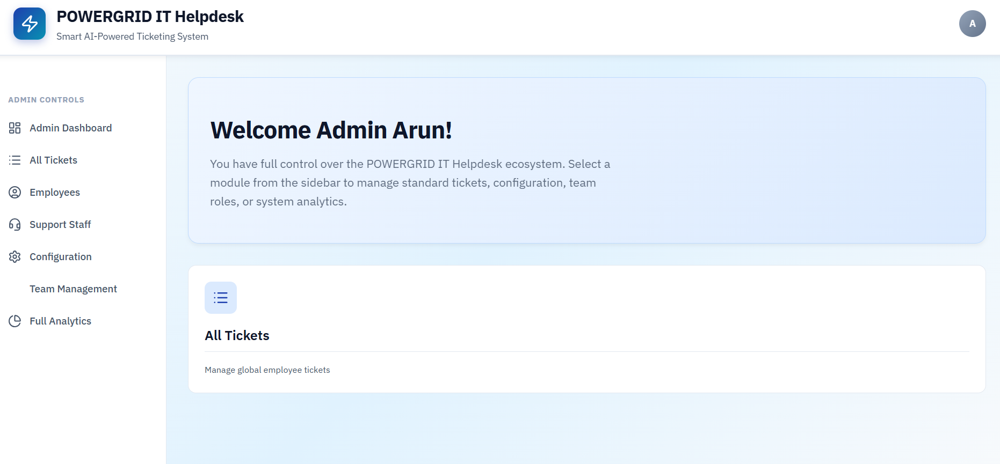 POWERGRID IT Helpdesk
Smart AI-Powered Ticketing System
A
ADMIN CONTROLS
Admin Dashboard
All Tickets
Employees
Support Staff
Configuration
Team Management
Full Analytics
Welcome Admin Arun!
You have full control over the POWERGRID IT Helpdesk ecosystem. Select a
module from the sidebar to manage standard tickets, configuration, team
roles, or system analytics.
All Tickets
Manage global employee tickets